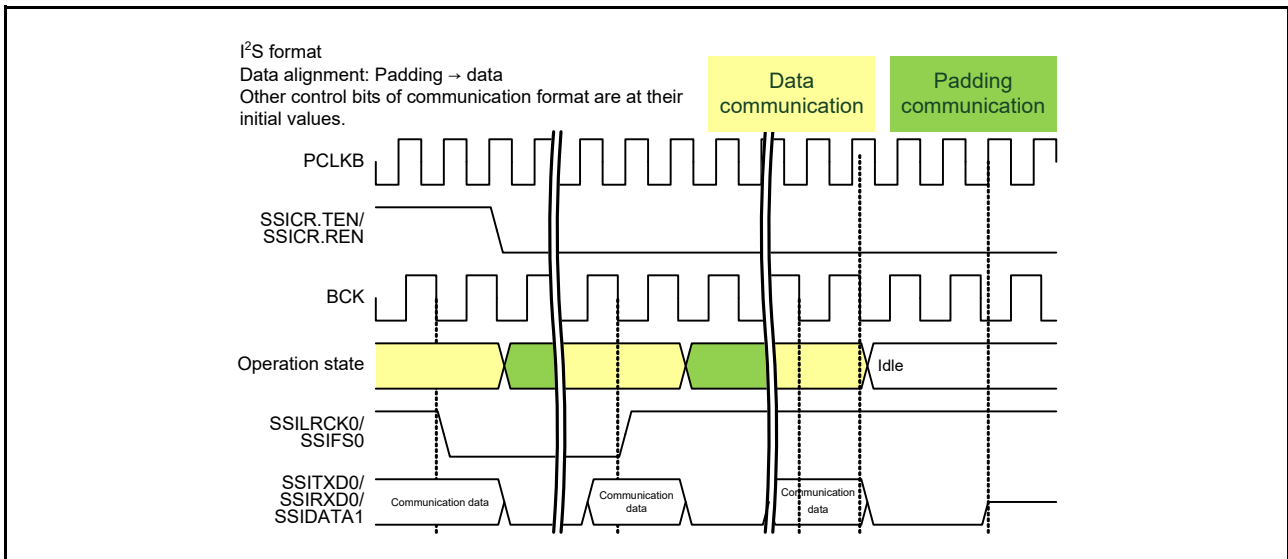 I²S format
Data alignment: Padding → data
Other control bits of communication format are at their
initial values.
Data
communication
Padding
communication
PCLKB
SSICR.TEN/
SSICR.REN
BCK
Operation state
Idle
SSILRCK0/
SSIFS0
SSITXD0/
SSIRXD0/
SSIDATA1
Communication data
Communication
data
Communication
data